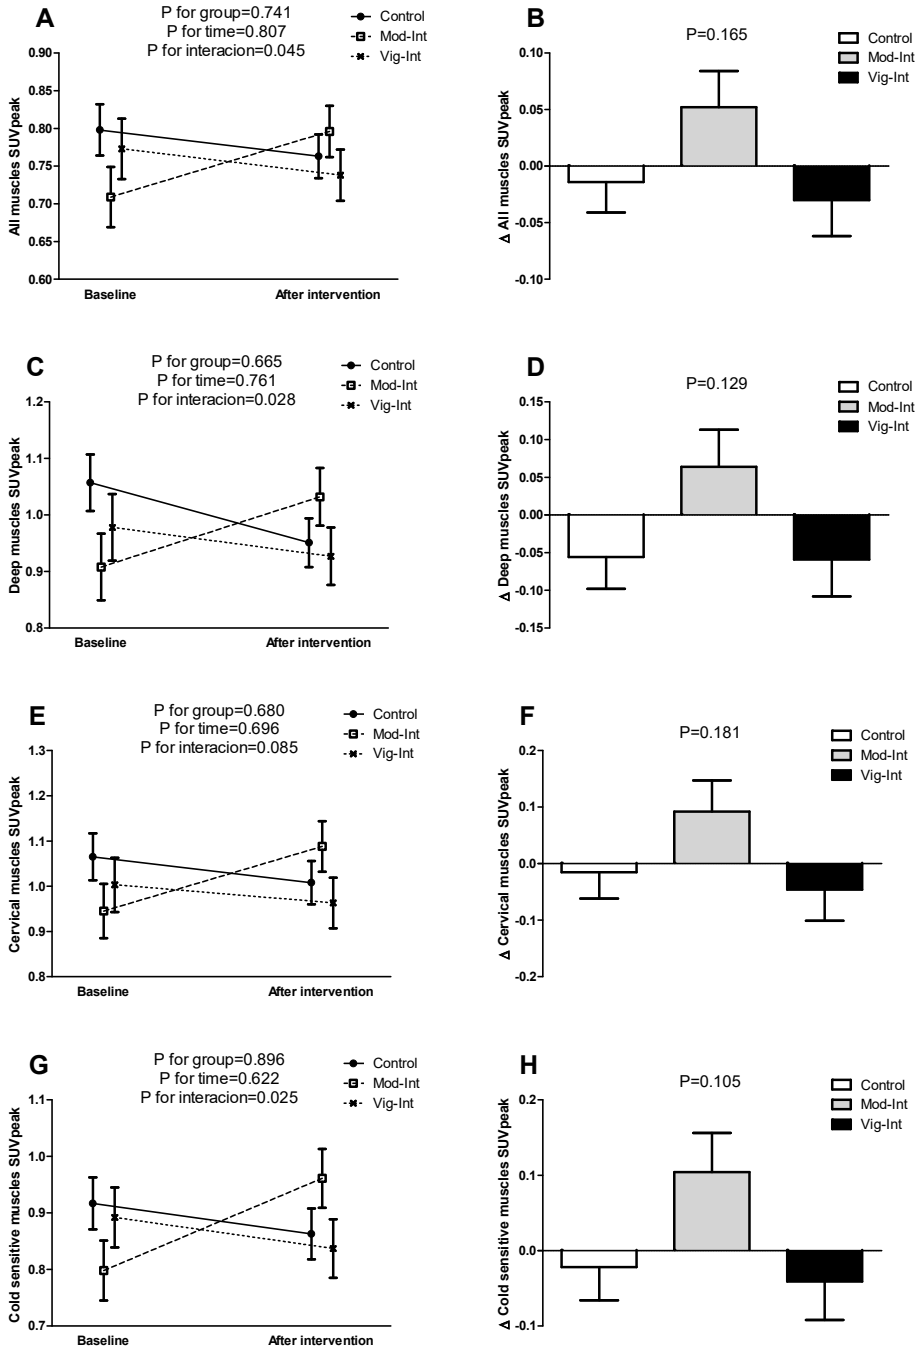 A
P for group=0.741
P for time=0.807
P for interacion=0.045
Control
Mod-Int
Vig-Int
All muscles SUVpeak
0.90
0.85
0.80
0.75
0.70
0.65
0.60
Baseline
After intervention
B
P=0.165
Control
Mod-Int
Vig-Int
Δ All muscles SUVpeak
0.10
0.05
0.00
-0.05
-0.10
C
P for group=0.665
P for time=0.761
P for interacion=0.028
Control
Mod-Int
Vig-Int
Deep muscles SUVpeak
1.2
1.1
1.0
0.9
0.8
Baseline
After intervention
D
P=0.129
Control
Mod-Int
Vig-Int
Δ Deep muscles SUVpeak
0.15
0.10
0.05
0.00
-0.05
-0.10
-0.15
E
P for group=0.680
P for time=0.696
P for interacion=0.085
Control
Mod-Int
Vig-Int
Cervical muscles SUVpeak
1.3
1.2
1.1
1.0
0.9
0.8
Baseline
After intervention
F
P=0.181
Control
Mod-Int
Vig-Int
Δ Cervical muscles SUVpeak
0.2
0.1
0.0
-0.1
-0.2
G
P for group=0.896
P for time=0.622
P for interacion=0.025
Control
Mod-Int
Vig-Int
Cold sensitive muscles SUVpeak
1.1
1.0
0.9
0.8
0.7
Baseline
After intervention
H
P=0.105
Control
Mod-Int
Vig-Int
Δ Cold sensitive muscles SUVpeak
0.2
0.1
0.0
-0.1